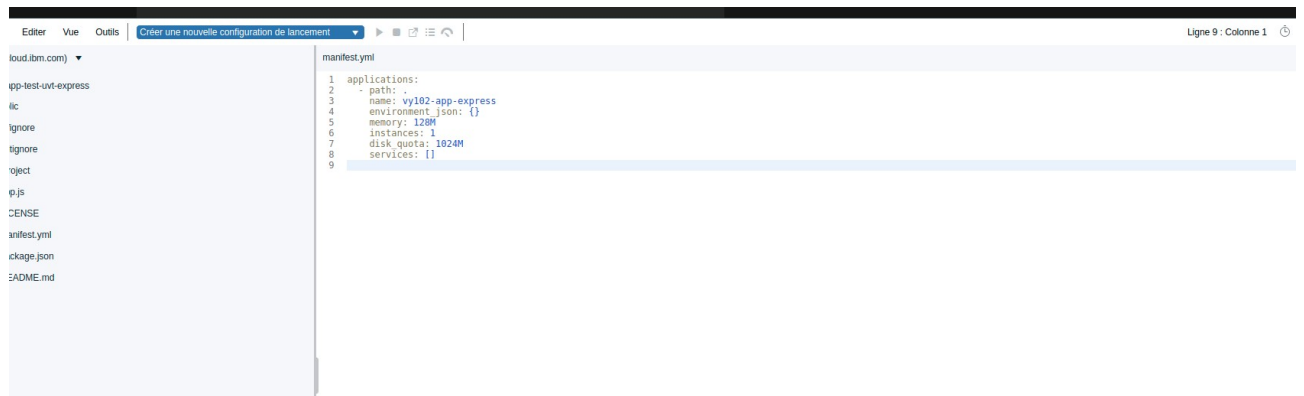 Editer Vue Outils Créer une nouvelle configuration de lancement Ligne 9 : Colonne 1
loud.ibm.com)
manifest.yml
app-test-uvt-express
lic
ignore
tignore
roject
p.js
CENSE
anifest.yml
ckage.json
EADME.md
1 applications:
2 - path: .
3 name: vy102-app-express
4 environment_json: {}
5 memory: 128M
6 instances: 1
7 disk_quota: 1024M
8 services: []
9